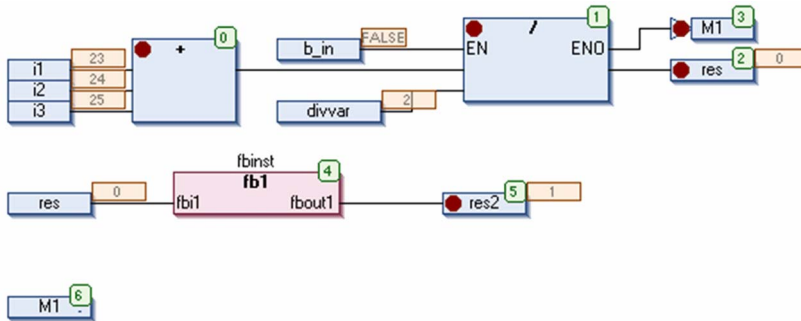 0 1 3
23 + FALSE / M1
i1 b_in EN ENO
24 2
i2 res 0
25 2
i3 divvar
fbinst
4
0 fb1 5 1
res fbi1 fbout1 res2
6
M1